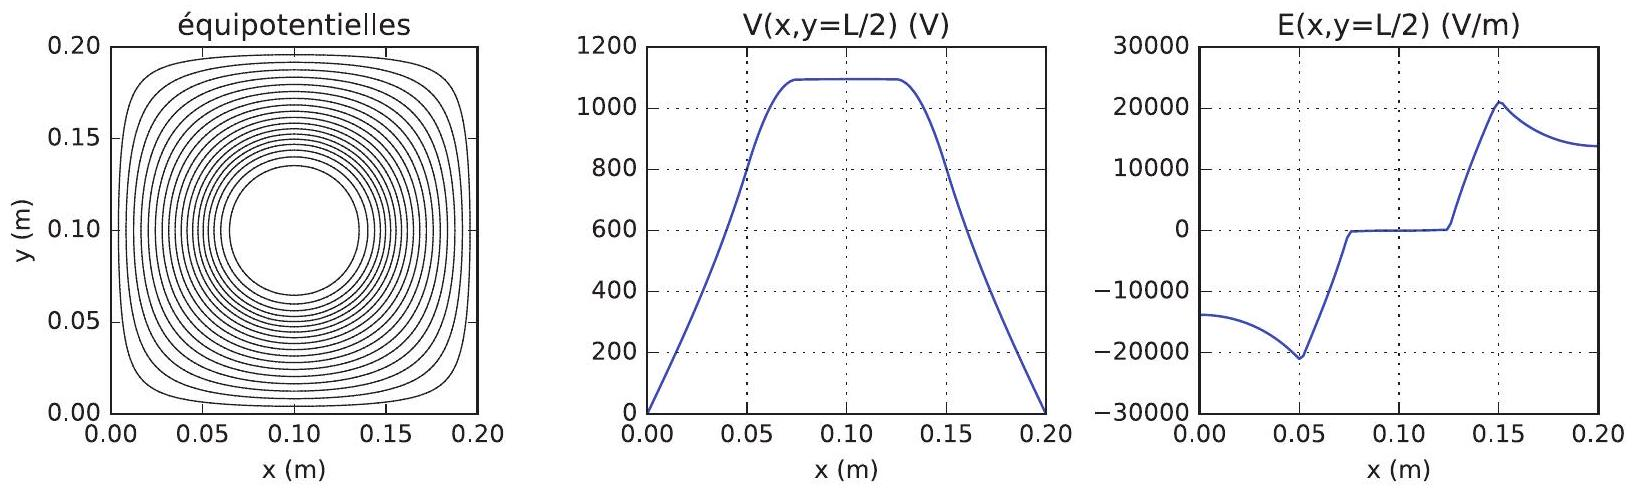 équipotentielles
0.20
0.15
0.10
0.05
0.00
0.00 0.05 0.10 0.15 0.20
x (m)
y (m)
V(x,y=L/2) (V)
1200
1000
800
600
400
200
0
0.00 0.05 0.10 0.15 0.20
x (m)
E(x,y=L/2) (V/m)
30000
20000
10000
0
−10000
−20000
−30000
0.00 0.05 0.10 0.15 0.20
x (m)